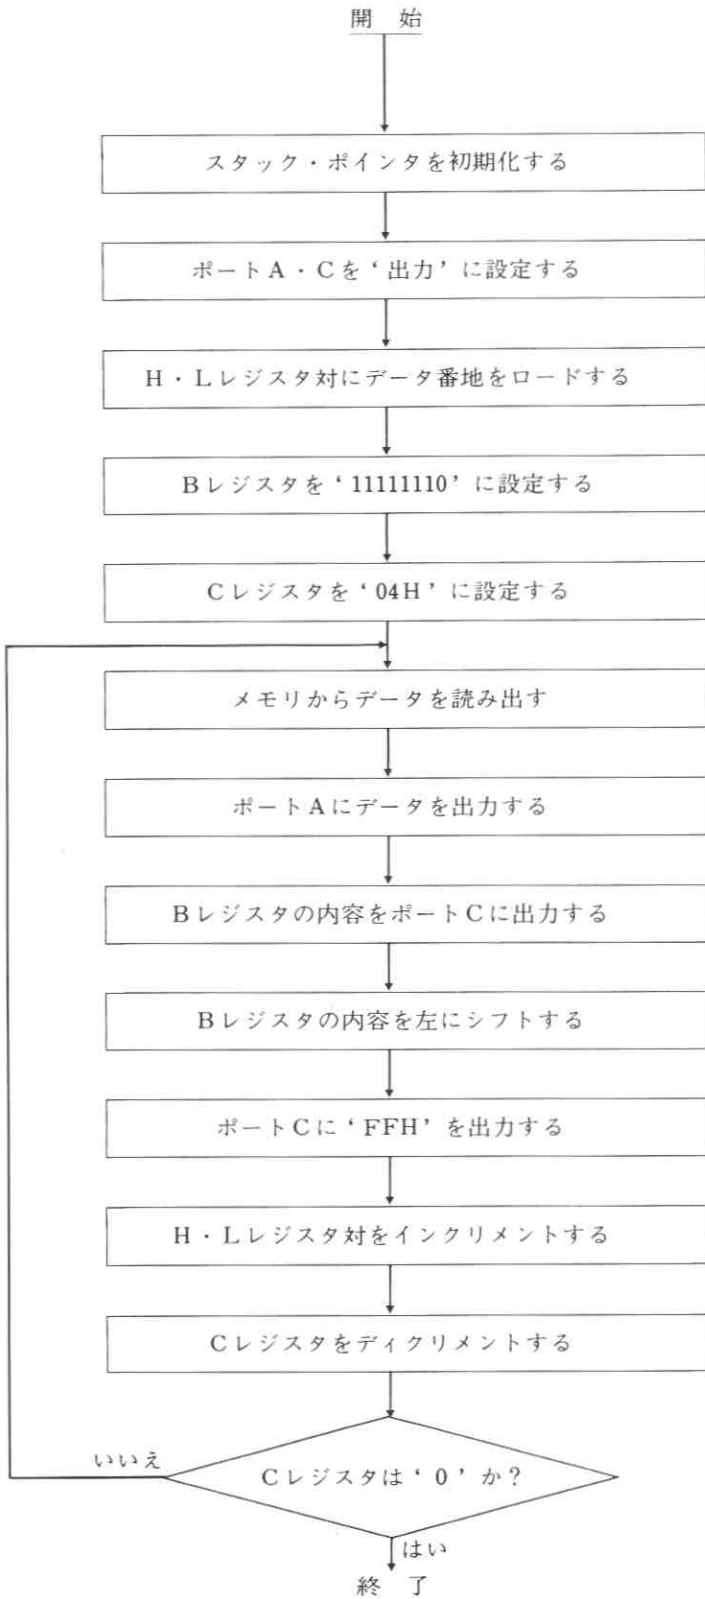 開 始
スタック・ポインタを初期化する
ポートA・Cを‘出力’に設定する
H・Lレジスタ対にデータ番地をロードする
Bレジスタを‘11111110’に設定する
Cレジスタを‘04H’に設定する
メモリからデータを読み出す
ポートAにデータを出力する
Bレジスタの内容をポートCに出力する
Bレジスタの内容を左にシフトする
ポートCに‘FFH’を出力する
H・Lレジスタ対をインクリメントする
Cレジスタをディクリメントする
いいえ
Cレジスタは‘0’か?
はい
終 了